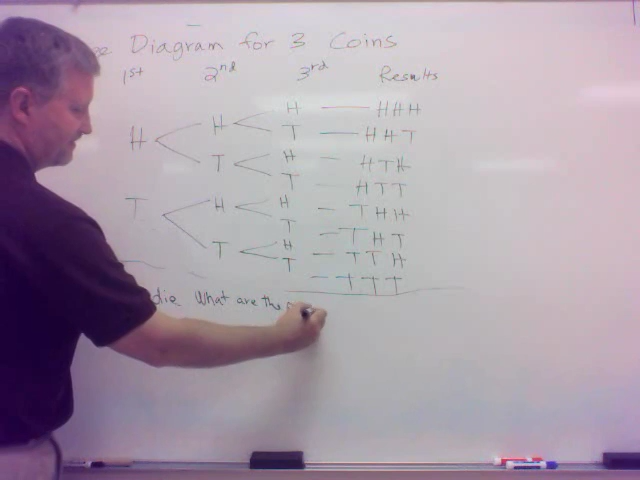 Diagram for 3 Coins
1st 2nd 3rd Results
H — HHH
H
T — HHT
H
H — HTH
T
T HTT
H — THH
T H
T — THT
H — TTH
T
T — TTT
die. What are the